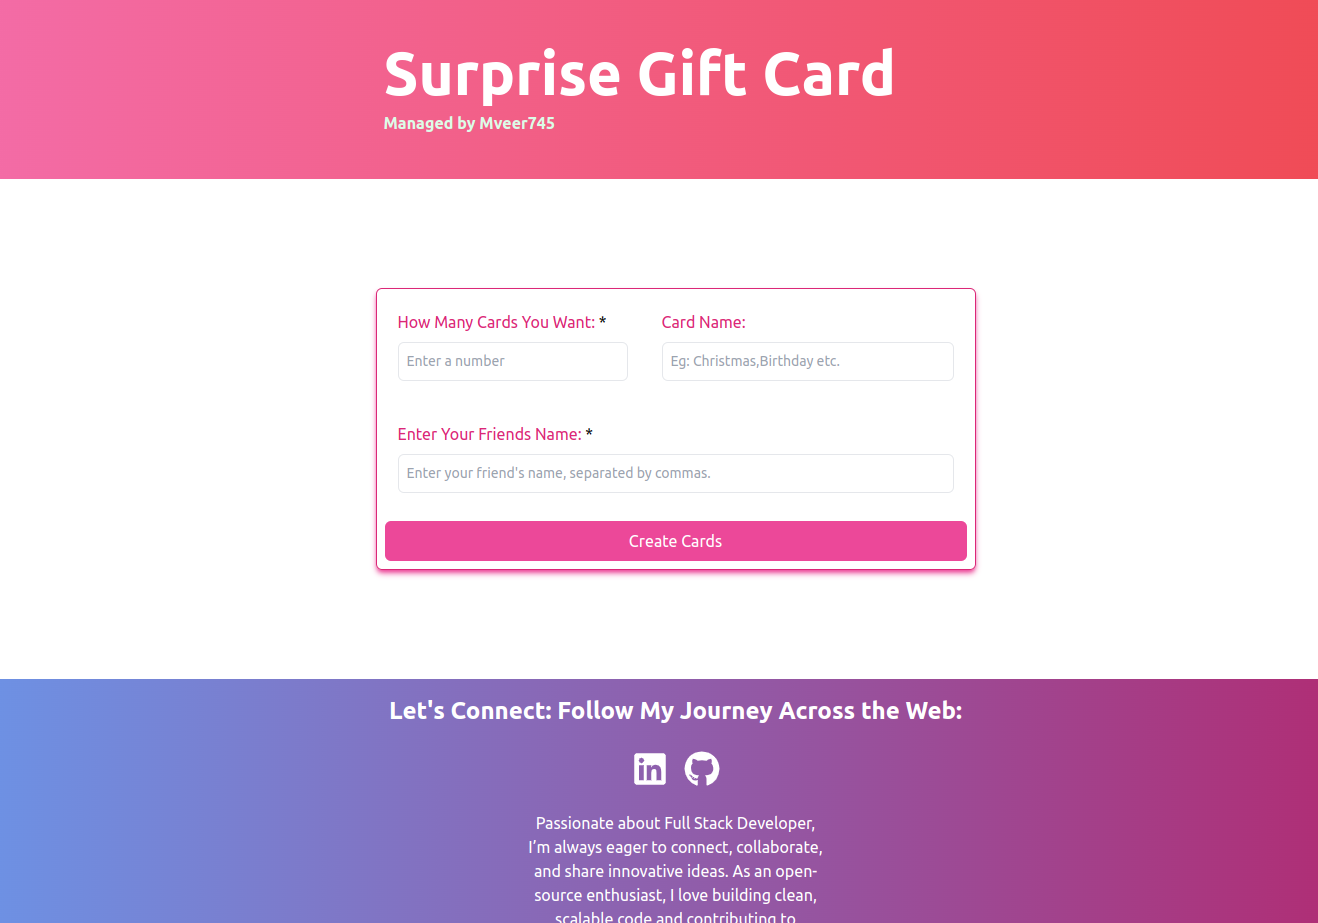 Surprise Gift Card
Managed by Mveer745
How Many Cards You Want: *
Card Name:
Enter a number
Eg: Christmas,Birthday etc.
Enter Your Friends Name: *
Enter your friend's name, separated by commas.
Create Cards
Let's Connect: Follow My Journey Across the Web:
in
Passionate about Full Stack Developer,
I’m always eager to connect, collaborate,
and share innovative ideas. As an open-
source enthusiast, I love building clean,
scalable code and contributing to